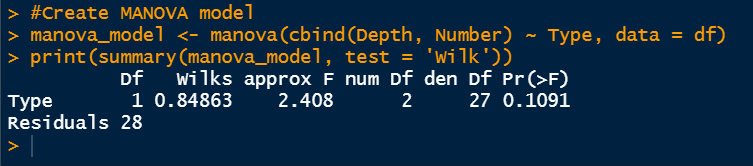 > #Create MANOVA model
> manova_model <- manova(cbind(Depth, Number) ~ Type, data = df)
> print(summary(manova_model, test = 'Wilk'))
          Df   Wilks approx F num Df den Df Pr(>F)
Type       1 0.84863    2.408      2     27 0.1091
Residuals 28
>